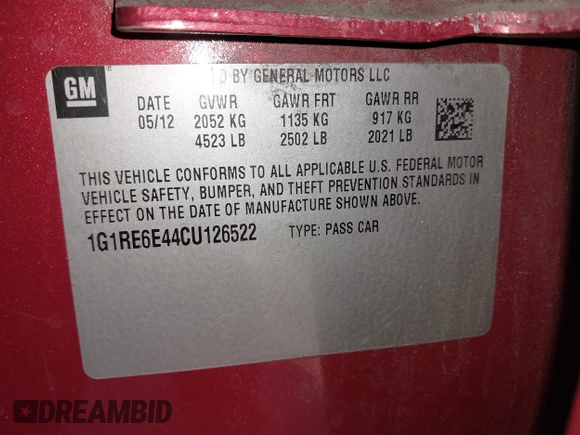 GM
D BY GENERAL MOTORS LLC
DATE GVWR GAWR FRT GAWR RR
05/12 2052 KG 1135 KG 917 KG
4523 LB 2502 LB 2021 LB
THIS VEHICLE CONFORMS TO ALL APPLICABLE U.S. FEDERAL MOTOR
VEHICLE SAFETY, BUMPER, AND THEFT PREVENTION STANDARDS IN
EFFECT ON THE DATE OF MANUFACTURE SHOWN ABOVE.
1G1RE6E44CU126522 TYPE: PASS CAR
DREAMBID